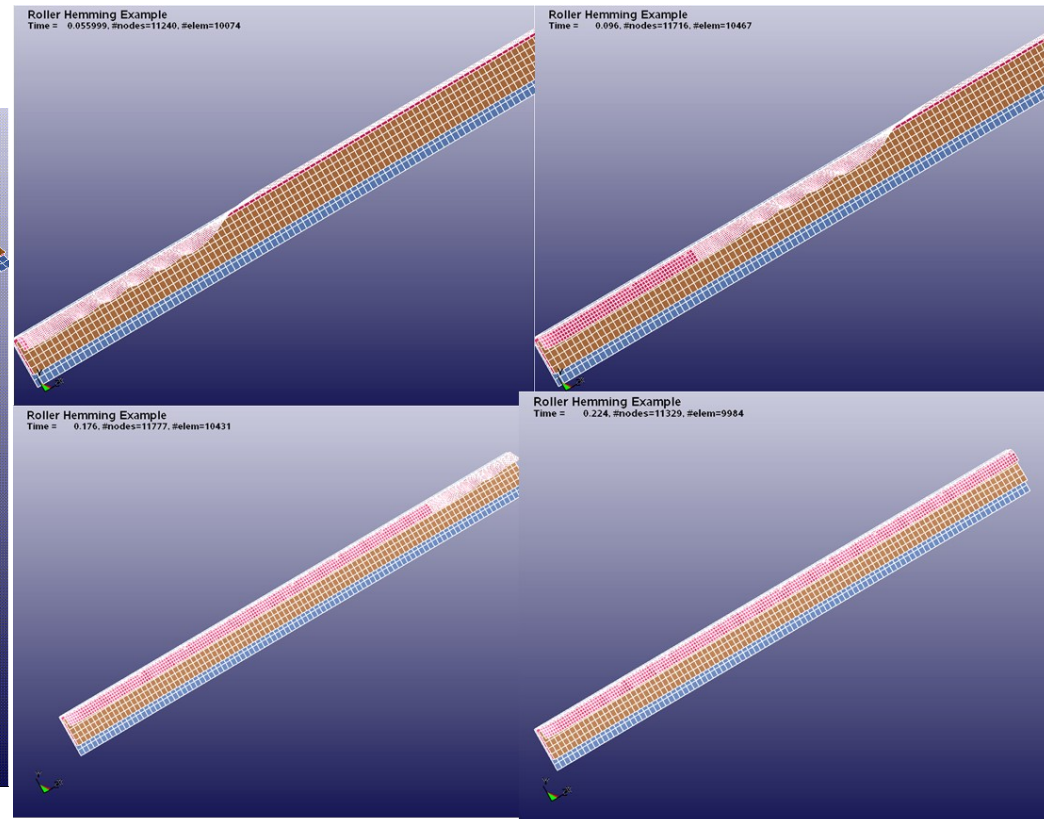 Roller Hemming Example
Time = 0.055999, #nodes=11240, #elem=10074
Roller Hemming Example
Time = 0.096, #nodes=11716, #elem=10467
Roller Hemming Example
Time = 0.176, #nodes=11777, #elem=10431
Roller Hemming Example
Time = 0.224, #nodes=11329, #elem=9984